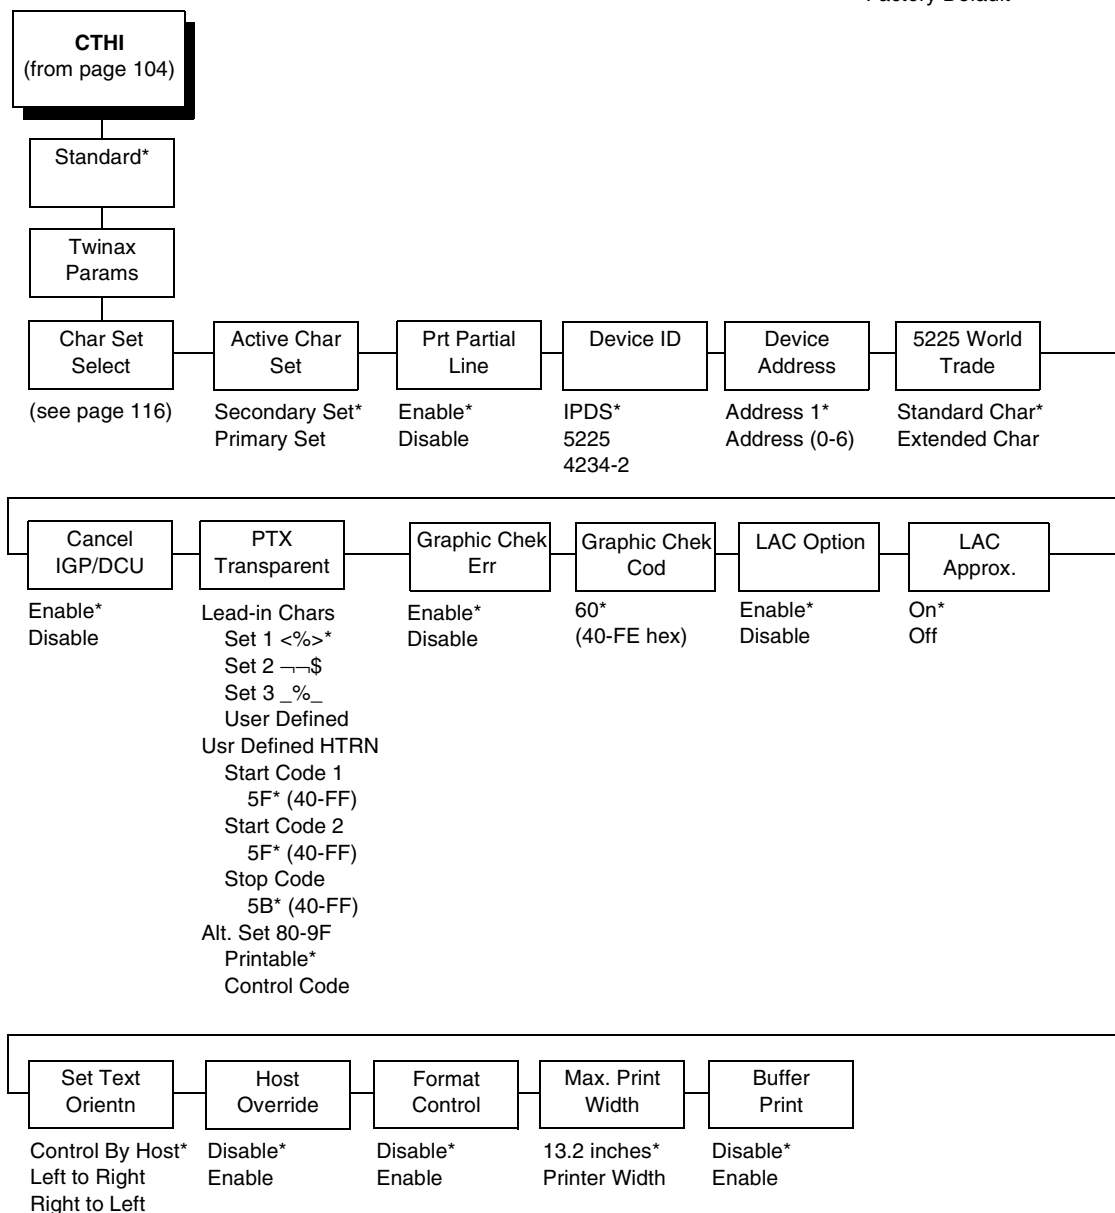 Factory Default
CTHI
(from page 104)
Standard*
Twinax
Params
Char Set
Select
(see page 116)
Active Char
Set
Secondary Set*
Primary Set
Prt Partial
Line
Enable*
Disable
Device ID
IPDS*
5225
4234-2
Device
Address
Address 1*
Address (0-6)
5225 World
Trade
Standard Char*
Extended Char
Cancel
IGP/DCU
Enable*
Disable
PTX
Transparent
Lead-in Chars
Set 1 <%>*
Set 2 ¬¬$
Set 3 _%_
User Defined
Usr Defined HTRN
Start Code 1
5F* (40-FF)
Start Code 2
5F* (40-FF)
Stop Code
5B* (40-FF)
Alt. Set 80-9F
Printable*
Control Code
Graphic Chek
Err
Enable*
Disable
Graphic Chek
Cod
60*
(40-FE hex)
LAC Option
Enable*
Disable
LAC
Approx.
On*
Off
Set Text
Orientn
Control By Host*
Left to Right
Right to Left
Host
Override
Disable*
Enable
Format
Control
Disable*
Enable
Max. Print
Width
13.2 inches*
Printer Width
Buffer
Print
Disable*
Enable